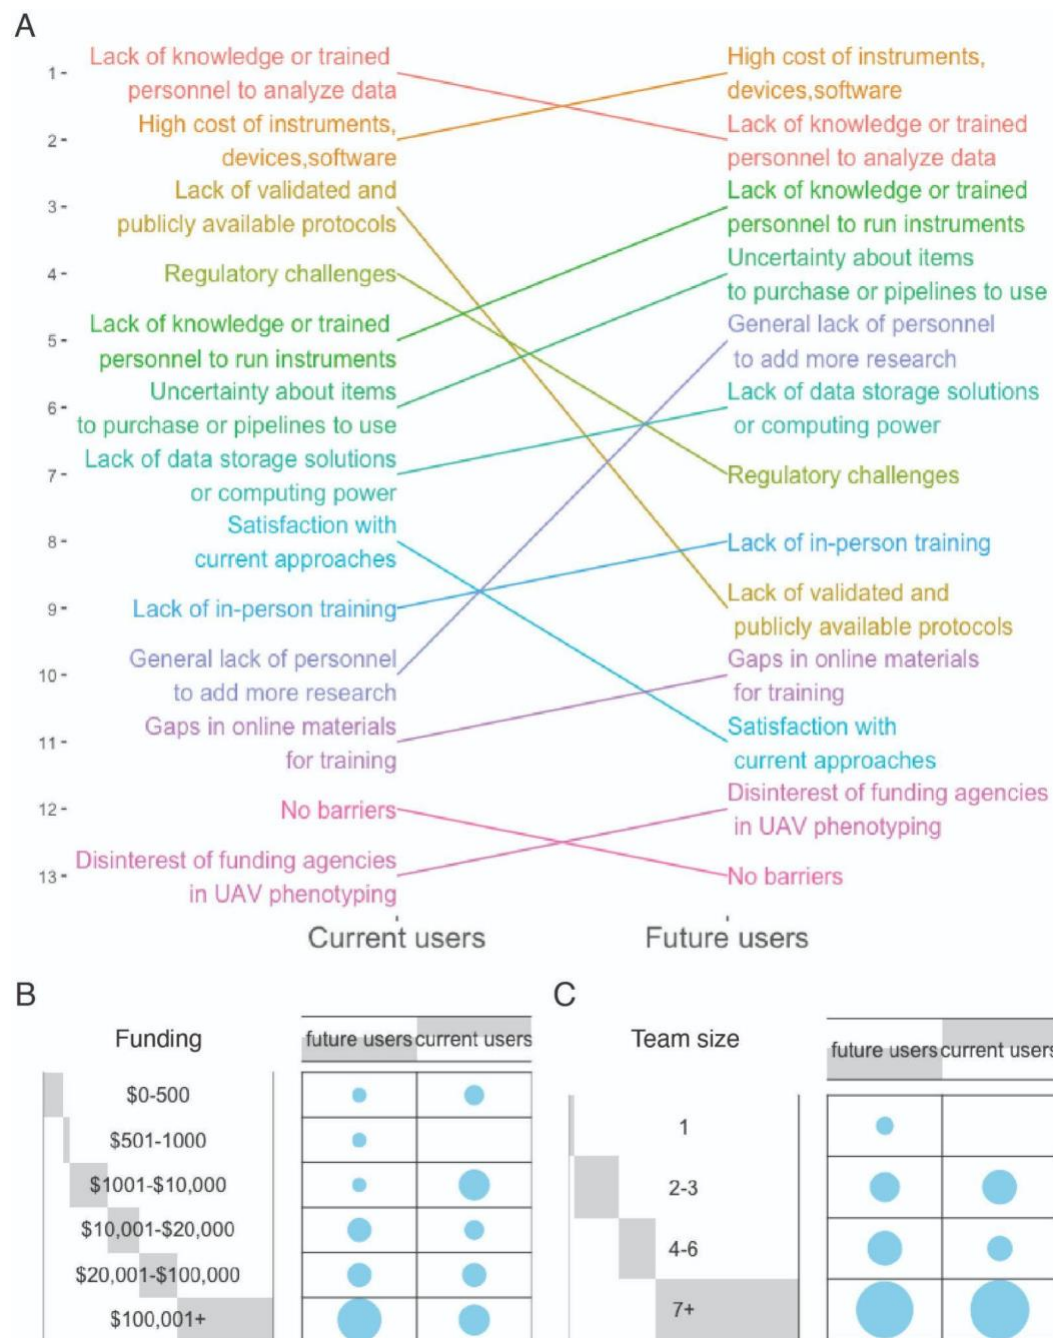 A
Lack of knowledge or trained
personnel to analyze data
High cost of instruments,
devices,software
Lack of validated and
publicly available protocols
Regulatory challenges
Lack of knowledge or trained
personnel to run instruments
Uncertainty about items
to purchase or pipelines to use
Lack of data storage solutions
or computing power
Satisfaction with
current approaches
Lack of in-person training
General lack of personnel
to add more research
Gaps in online materials
for training
No barriers
Disinterest of funding agencies
in UAV phenotyping
1
2
3
4
5
6
7
8
9
10
11
12
13
High cost of instruments,
devices,software
Lack of knowledge or trained
personnel to analyze data
Lack of knowledge or trained
personnel to run instruments
Uncertainty about items
to purchase or pipelines to use
General lack of personnel
to add more research
Lack of data storage solutions
or computing power
Regulatory challenges
Lack of in-person training
Lack of validated and
publicly available protocols
Gaps in online materials
for training
Satisfaction with
current approaches
Disinterest of funding agencies
in UAV phenotyping
No barriers
Current users
Future users
B
Funding
future users current users
$0-500
$501-1000
$1001-$10,000
$10,001-$20,000
$20,001-$100,000
$100,001+
C
Team size
future users current users
1
2-3
4-6
7+